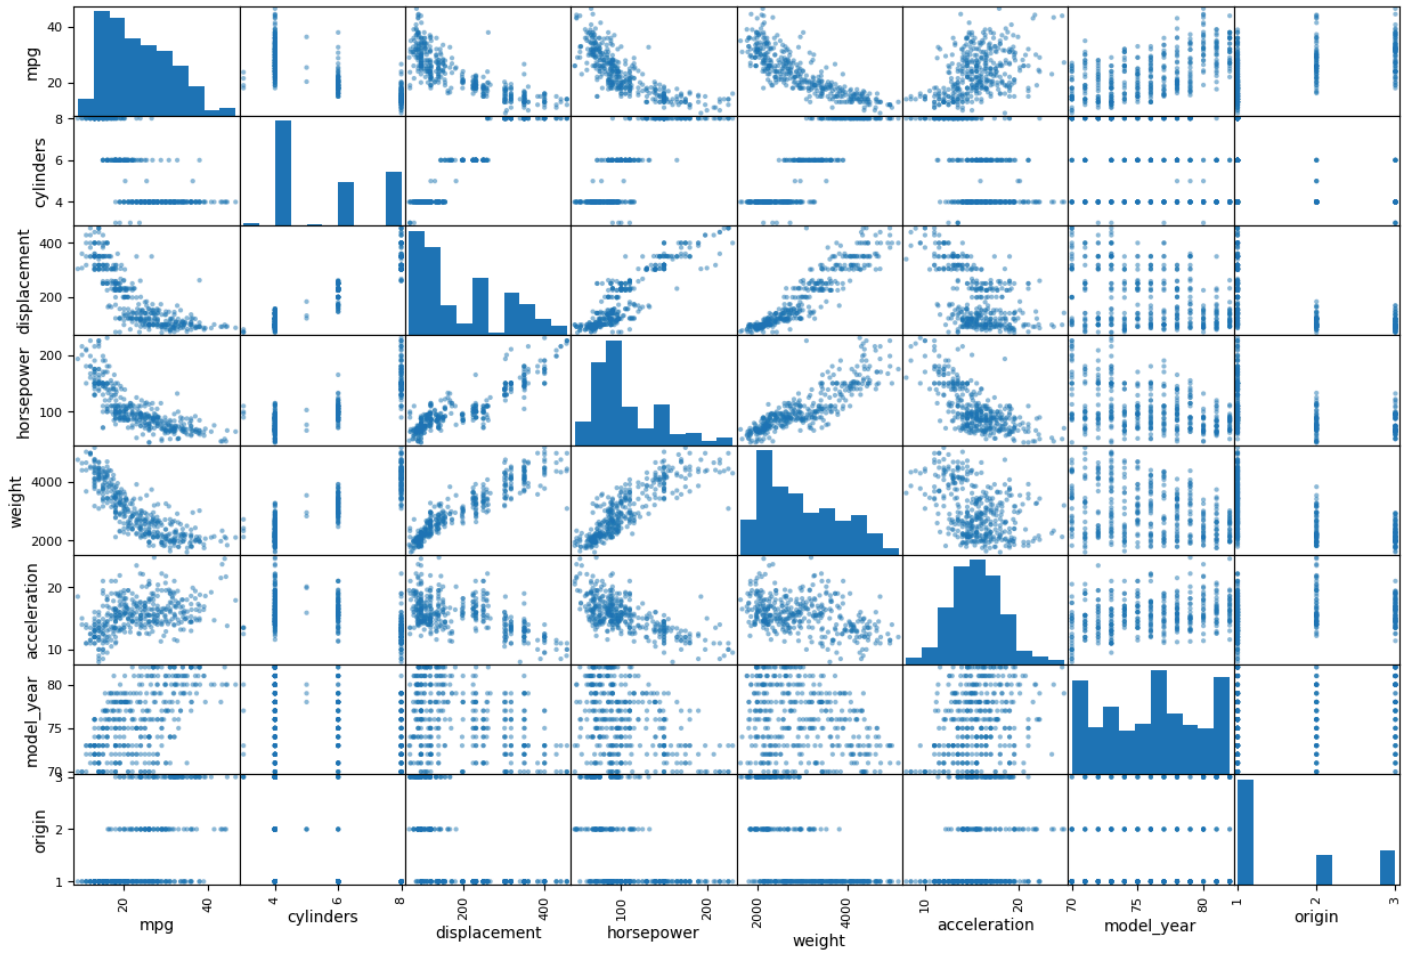 mpg 40 20
cylinders 8 6 4
displacement 400 200
horsepower 200 100
weight 4000 2000
acceleration 20 10
model_year 80 75 70
origin 3 2 1
20 40 4 6 8 200 400 100 200 2000 4000 10 20 70 75 80 1 2 3
mpg cylinders displacement horsepower weight acceleration model_year origin